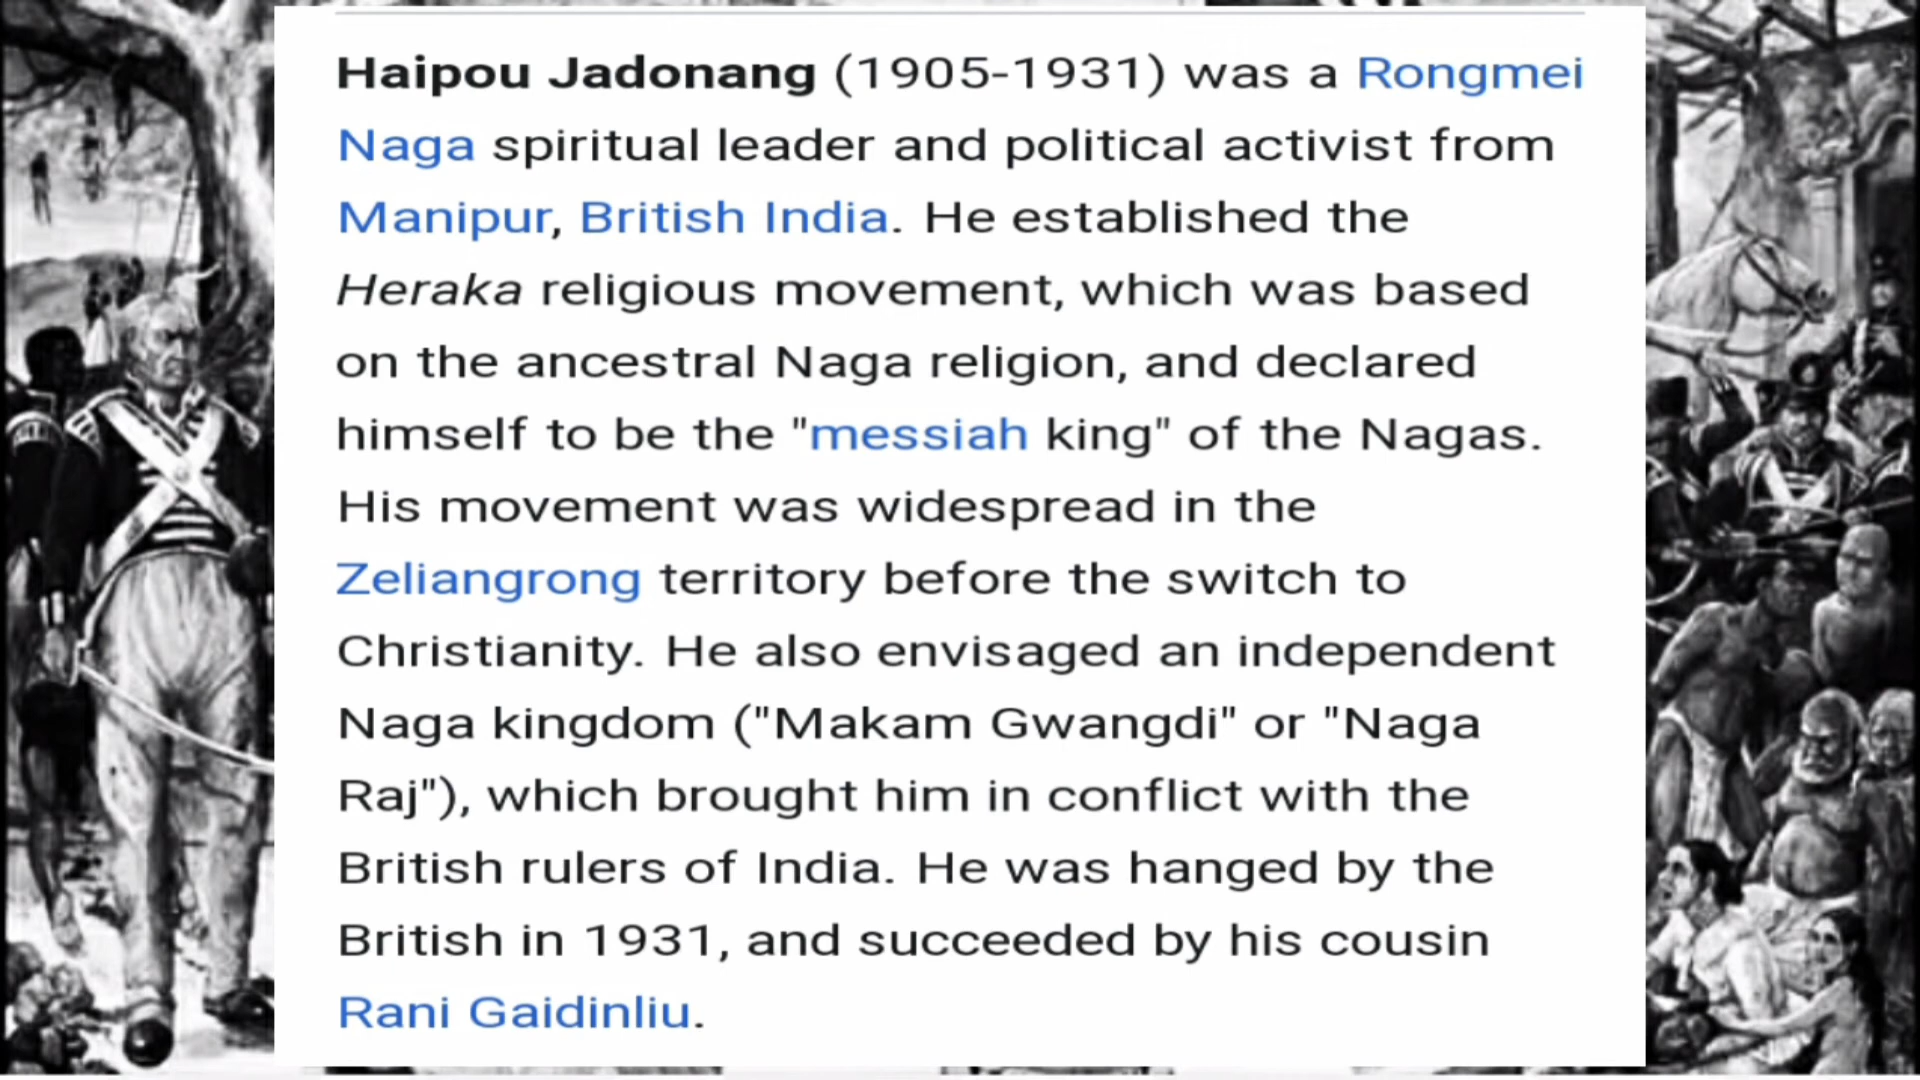 Haipou Jadonang (1905-1931) was a Rongmei
Naga spiritual leader and political activist from
Manipur, British India. He established the
Heraka religious movement, which was based
on the ancestral Naga religion, and declared
himself to be the "messiah king" of the Nagas.
His movement was widespread in the
Zeliangrong territory before the switch to
Christianity. He also envisaged an independent
Naga kingdom ("Makam Gwangdi" or "Naga
Raj"), which brought him in conflict with the
British rulers of India. He was hanged by the
British in 1931, and succeeded by his cousin
Rani Gaidinliu.